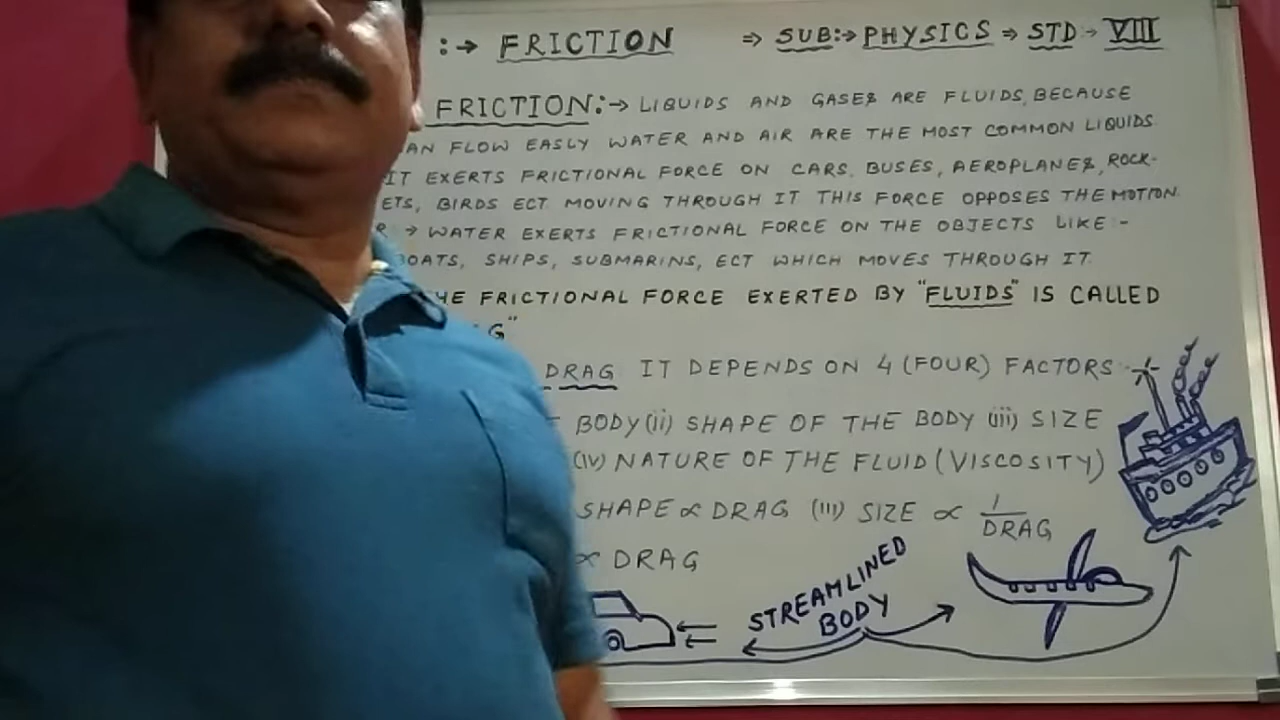 :→ FRICTION ⇒ SUB:→ PHYSICS ⇒ STD → VIII
FRICTION:→ LIQUIDS AND GASES ARE FLUIDS, BECAUSE
AN FLOW EASLY WATER AND AIR ARE THE MOST COMMON LIQUIDS
IT EXERTS FRICTIONAL FORCE ON CARS, BUSES, AEROPLANES, ROCK-
ETS, BIRDS ECT MOVING THROUGH IT THIS FORCE OPPOSES THE MOTION.
R → WATER EXERTS FRICTIONAL FORCE ON THE OBJECTS LIKE :-
OATS, SHIPS, SUBMARINS, ECT WHICH MOVES THROUGH IT
HE FRICTIONAL FORCE EXERTED BY "FLUIDS" IS CALLED
G"
DRAG IT DEPENDS ON 4 (FOUR) FACTORS
BODY (ii) SHAPE OF THE BODY (iii) SIZE
(IV) NATURE OF THE FLUID (VISCOSITY)
SHAPE ∝ DRAG (III) SIZE ∝ 1/DRAG
∝ DRAG
STREAMLINED
BODY